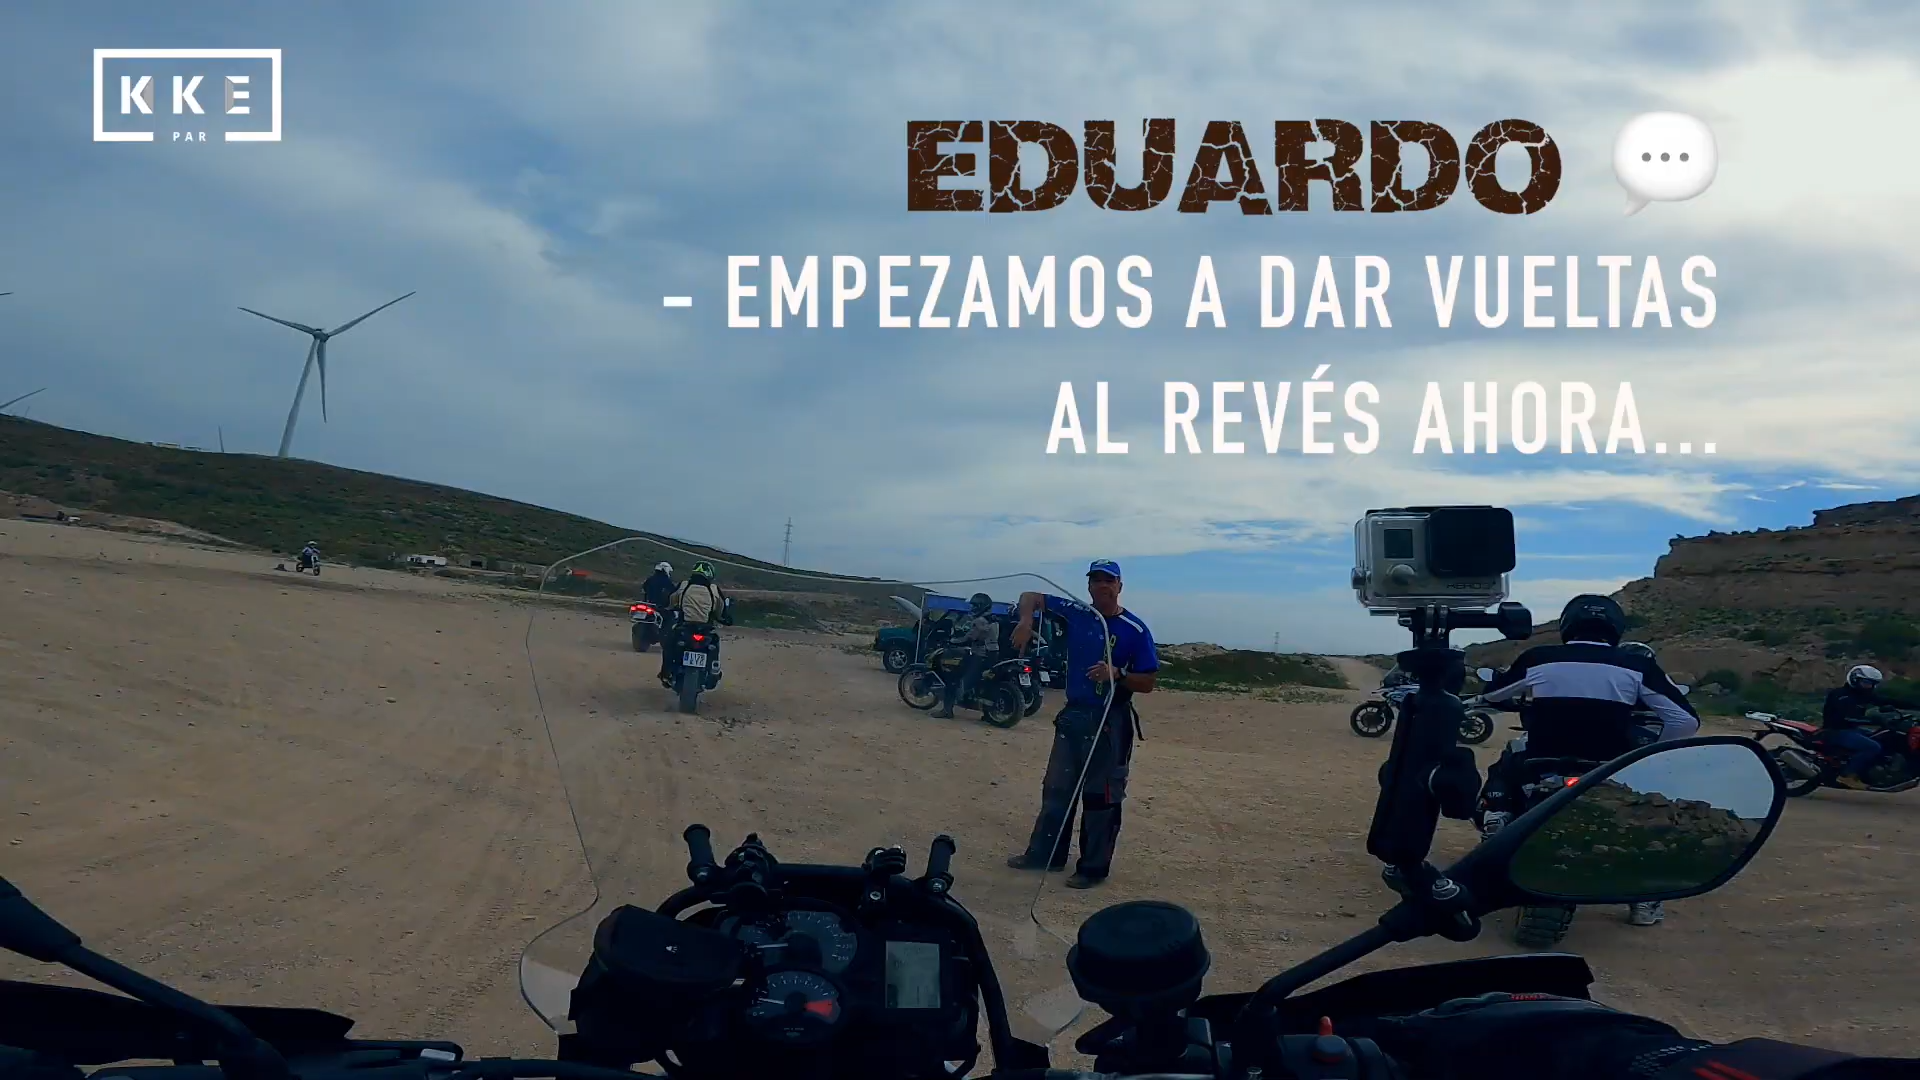 KKE
PAR
EDUARDO
- EMPEZAMOS A DAR VUELTAS
AL REVÉS AHORA...